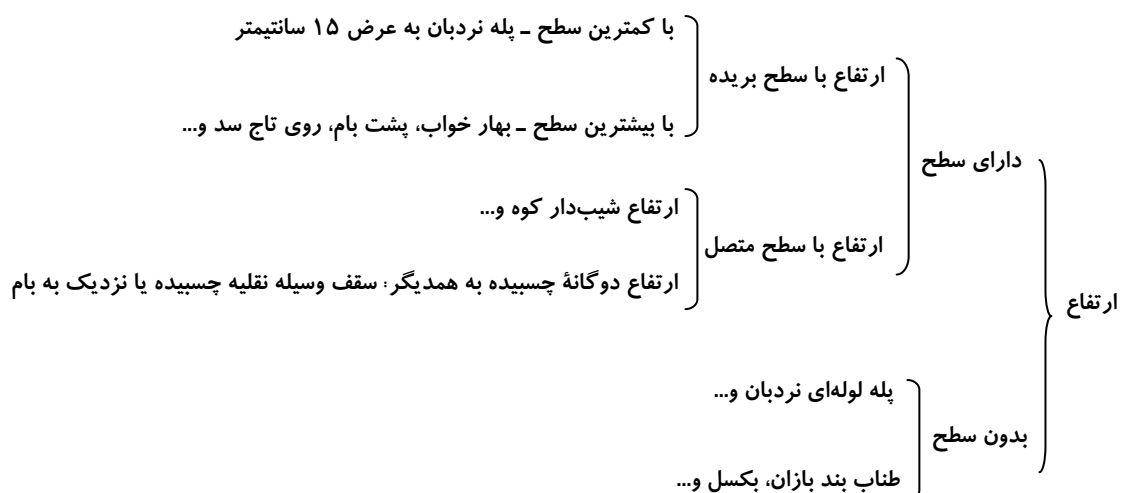 با کمترین سطح ـ پله نردبان به عرض ۱۵ سانتیمتر
ارتفاع با سطح بریده
با بیشترین سطح ـ بهار خواب، پشت بام، روی تاج سد و...
دارای سطح
ارتفاع شیب‌دار کوه و...
ارتفاع با سطح متصل
ارتفاع دوگانهٔ چسبیده به همدیگر: سقف وسیله نقلیه چسبیده یا نزدیک به بام
ارتفاع
پله لوله‌ای نردبان و...
بدون سطح
طناب بند بازان، بکسل و...